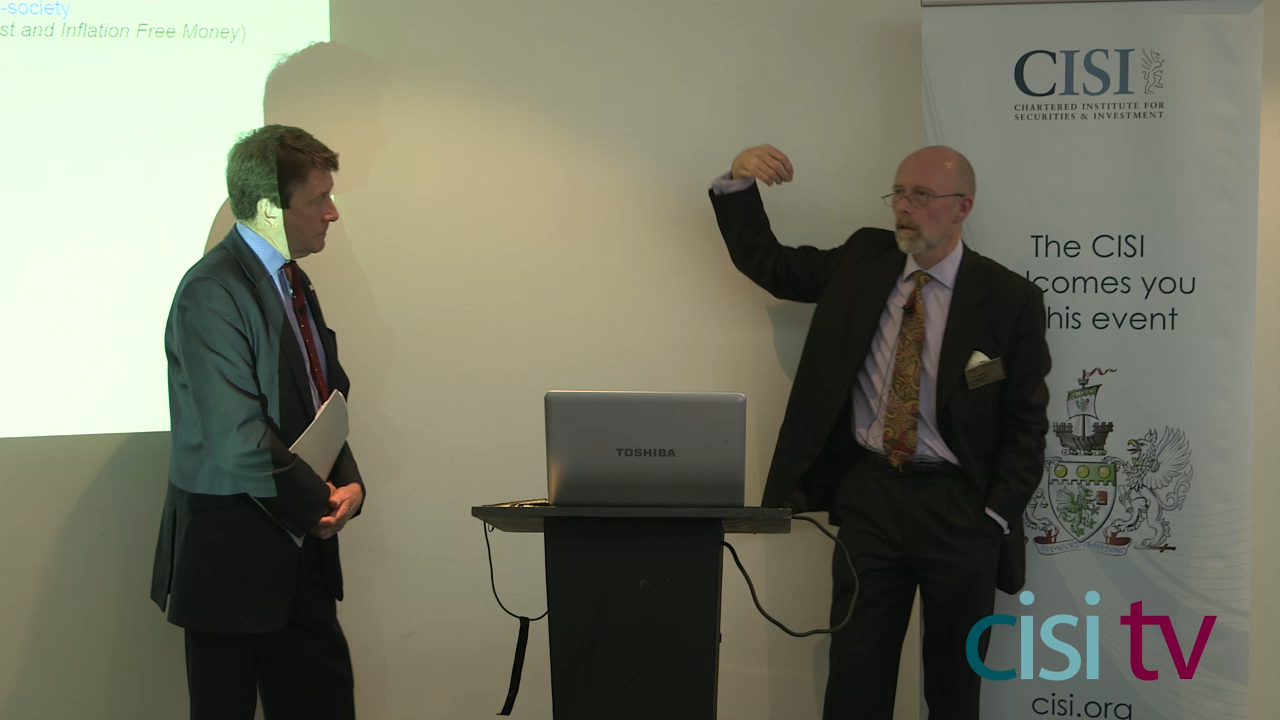 -society
st and Inflation Free Money)
CISI
CHARTERED INSTITUTE FOR
SECURITIES & INVESTMENT
The CISI
lcomes you
his event
TOSHIBA
cisi tv
cisi.org